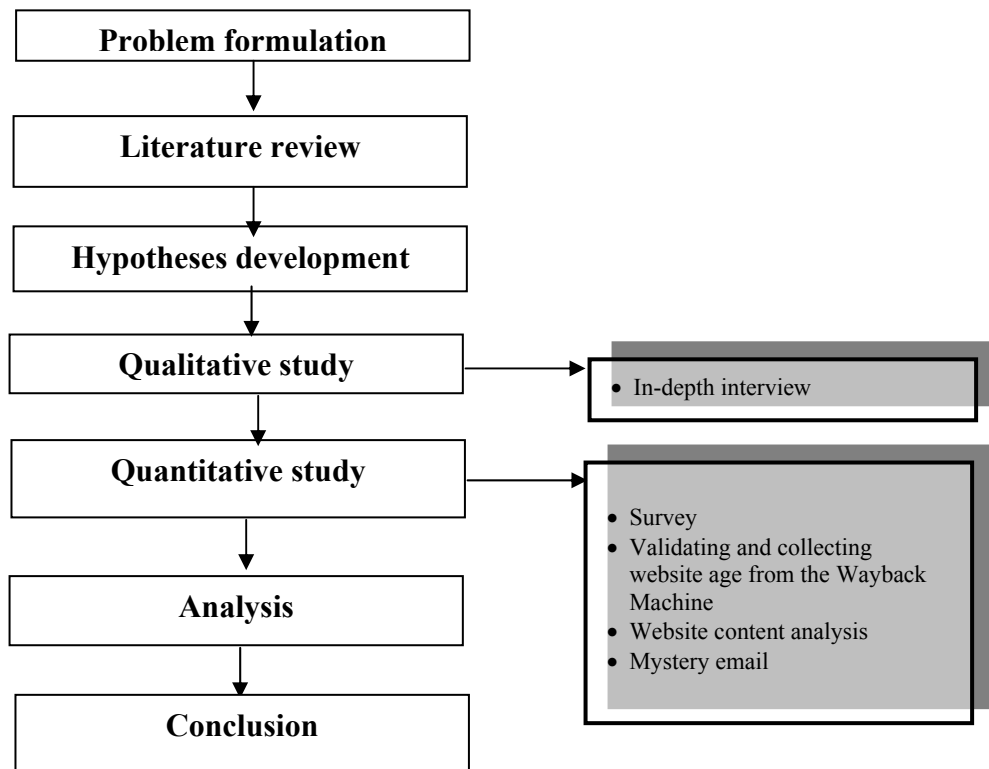 Problem formulation
Literature review
Hypotheses development
Qualitative study
• In-depth interview
Quantitative study
• Survey
• Validating and collecting
website age from the Wayback
Machine
• Website content analysis
• Mystery email
Analysis
Conclusion